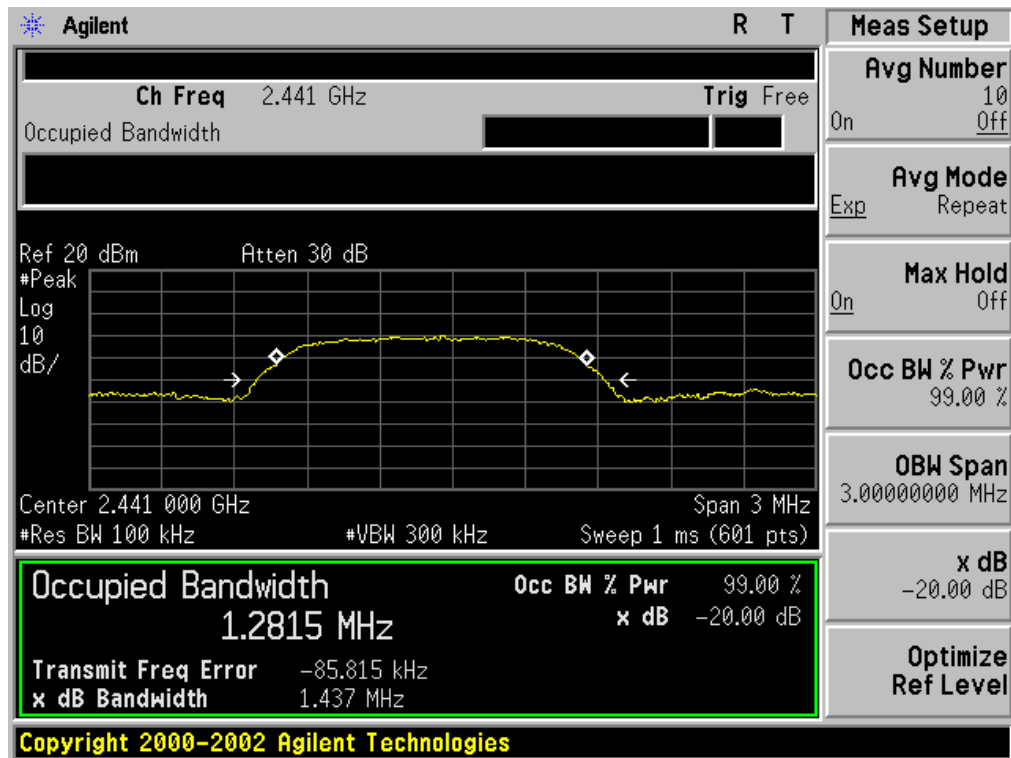 Agilent R T
Ch Freq 2.441 GHz Trig Free
Occupied Bandwidth
Ref 20 dBm Atten 30 dB
#Peak
Log
10
dB/
Center 2.441 000 GHz Span 3 MHz
#Res BW 100 kHz #VBW 300 kHz Sweep 1 ms (601 pts)
Occupied Bandwidth Occ BW % Pwr 99.00 %
1.2815 MHz x dB -20.00 dB
Transmit Freq Error -85.815 kHz
x dB Bandwidth 1.437 MHz
Copyright 2000-2002 Agilent Technologies
Meas Setup
Avg Number
10
On Off
Avg Mode
Exp Repeat
Max Hold
On Off
Occ BW % Pwr
99.00 %
OBW Span
3.00000000 MHz
x dB
-20.00 dB
Optimize
Ref Level